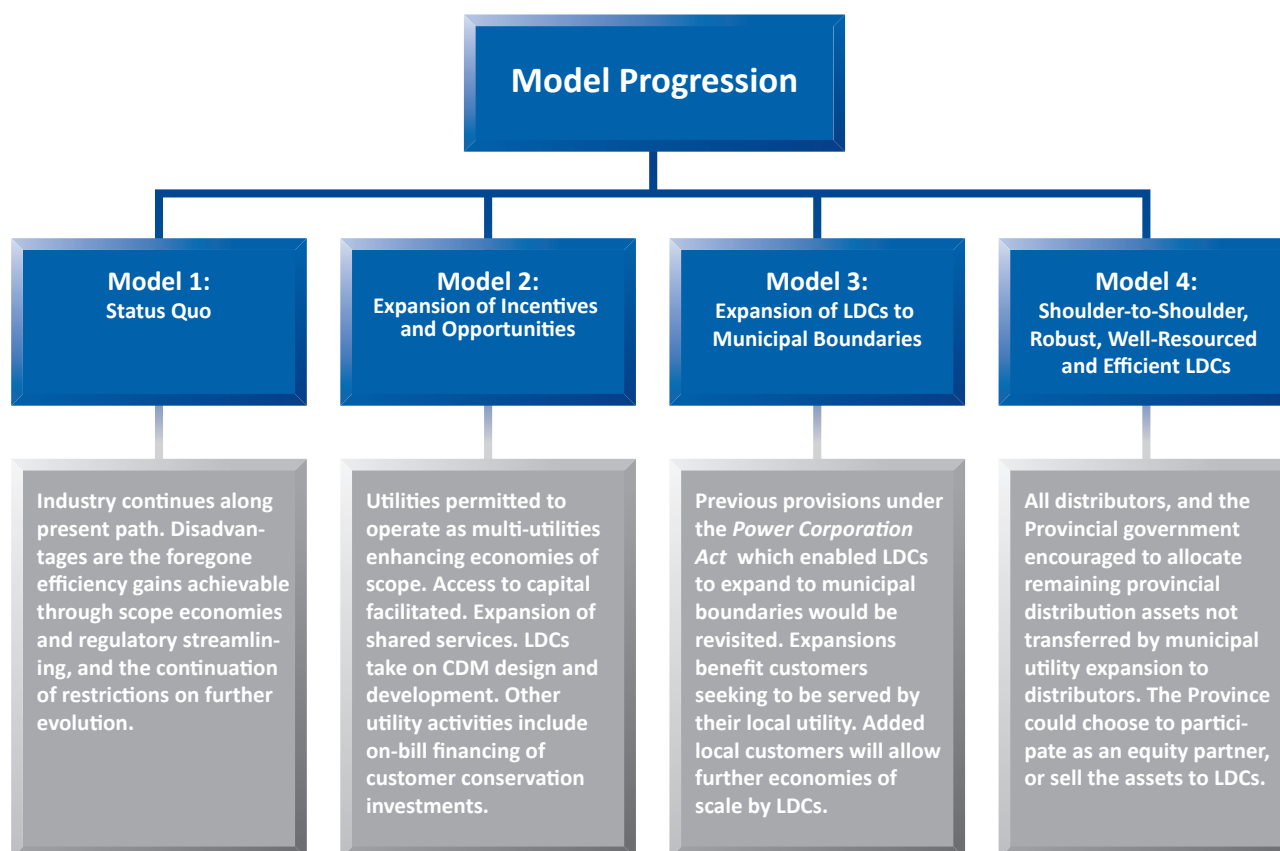 Model Progression
Model 1:
Status Quo
Industry continues along
present path. Disadvan-
tages are the foregone
efficiency gains achievable
through scope economies
and regulatory streamlin-
ing, and the continuation
of restrictions on further
evolution.
Model 2:
Expansion of Incentives
and Opportunities
Utilities permitted to
operate as multi-utilities
enhancing economies of
scope. Access to capital
facilitated. Expansion of
shared services. LDCs
take on CDM design and
development. Other
utility activities include
on-bill financing of
customer conservation
investments.
Model 3:
Expansion of LDCs to
Municipal Boundaries
Previous provisions under
the Power Corporation
Act which enabled LDCs
to expand to municipal
boundaries would be
revisited. Expansions
benefit customers
seeking to be served by
their local utility. Added
local customers will allow
further economies of
scale by LDCs.
Model 4:
Shoulder-to-Shoulder,
Robust, Well-Resourced
and Efficient LDCs
All distributors, and the
Provincial government
encouraged to allocate
remaining provincial
distribution assets not
transferred by municipal
utility expansion to
distributors. The Province
could choose to partici-
pate as an equity partner,
or sell the assets to LDCs.